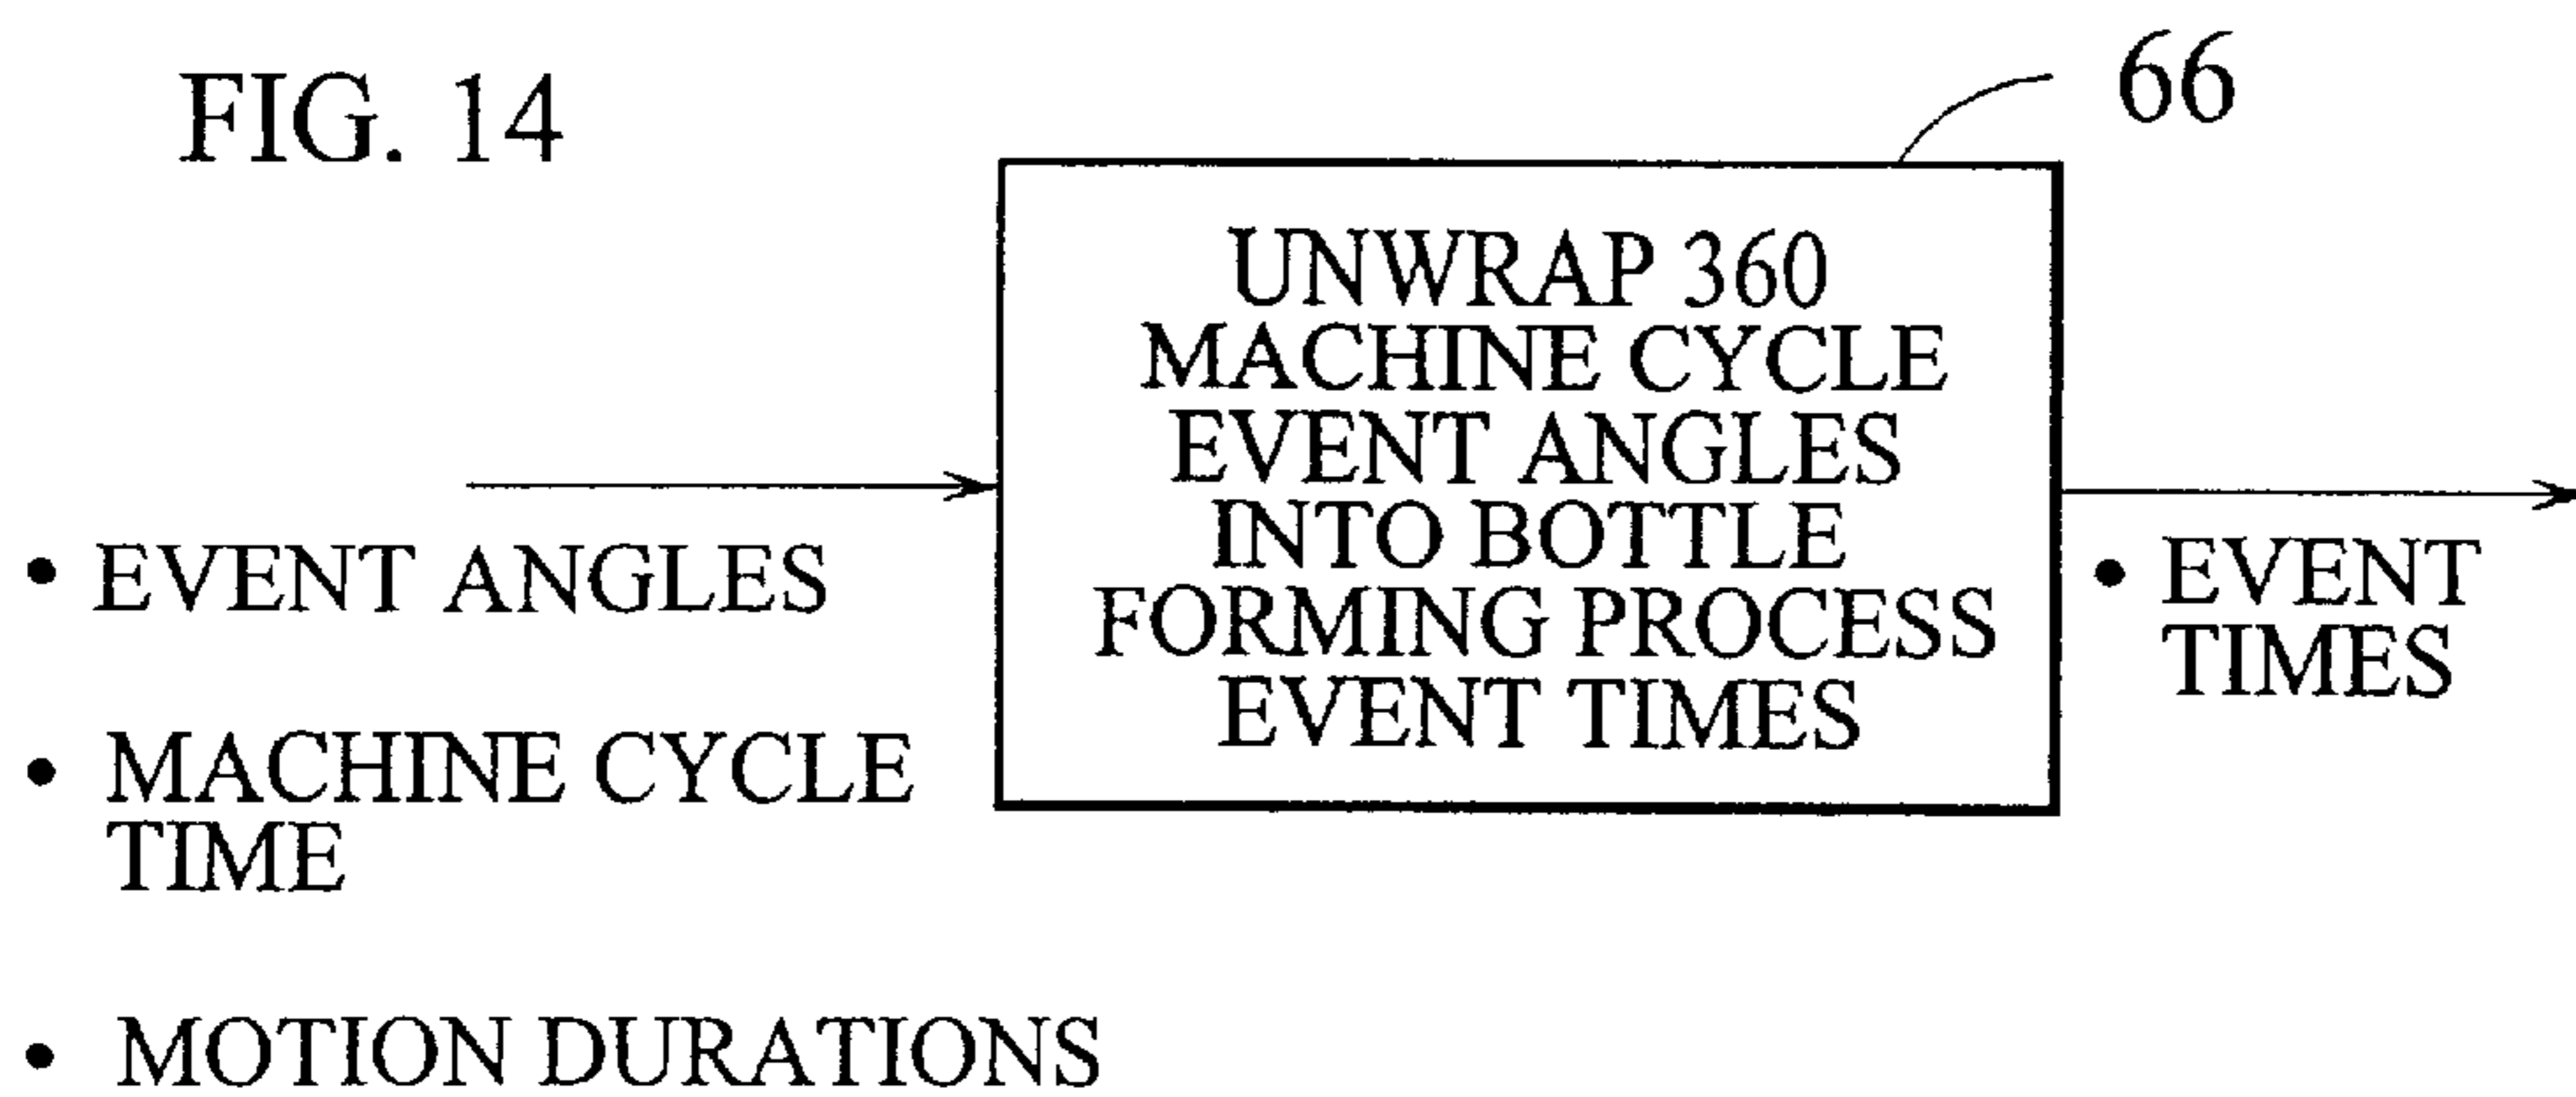 FIG. 14
66
UNWRAP 360
MACHINE CYCLE
EVENT ANGLES
INTO BOTTLE
FORMING PROCESS
EVENT TIMES
• EVENT ANGLES
• MACHINE CYCLE
TIME
• MOTION DURATIONS
• EVENT
TIMES